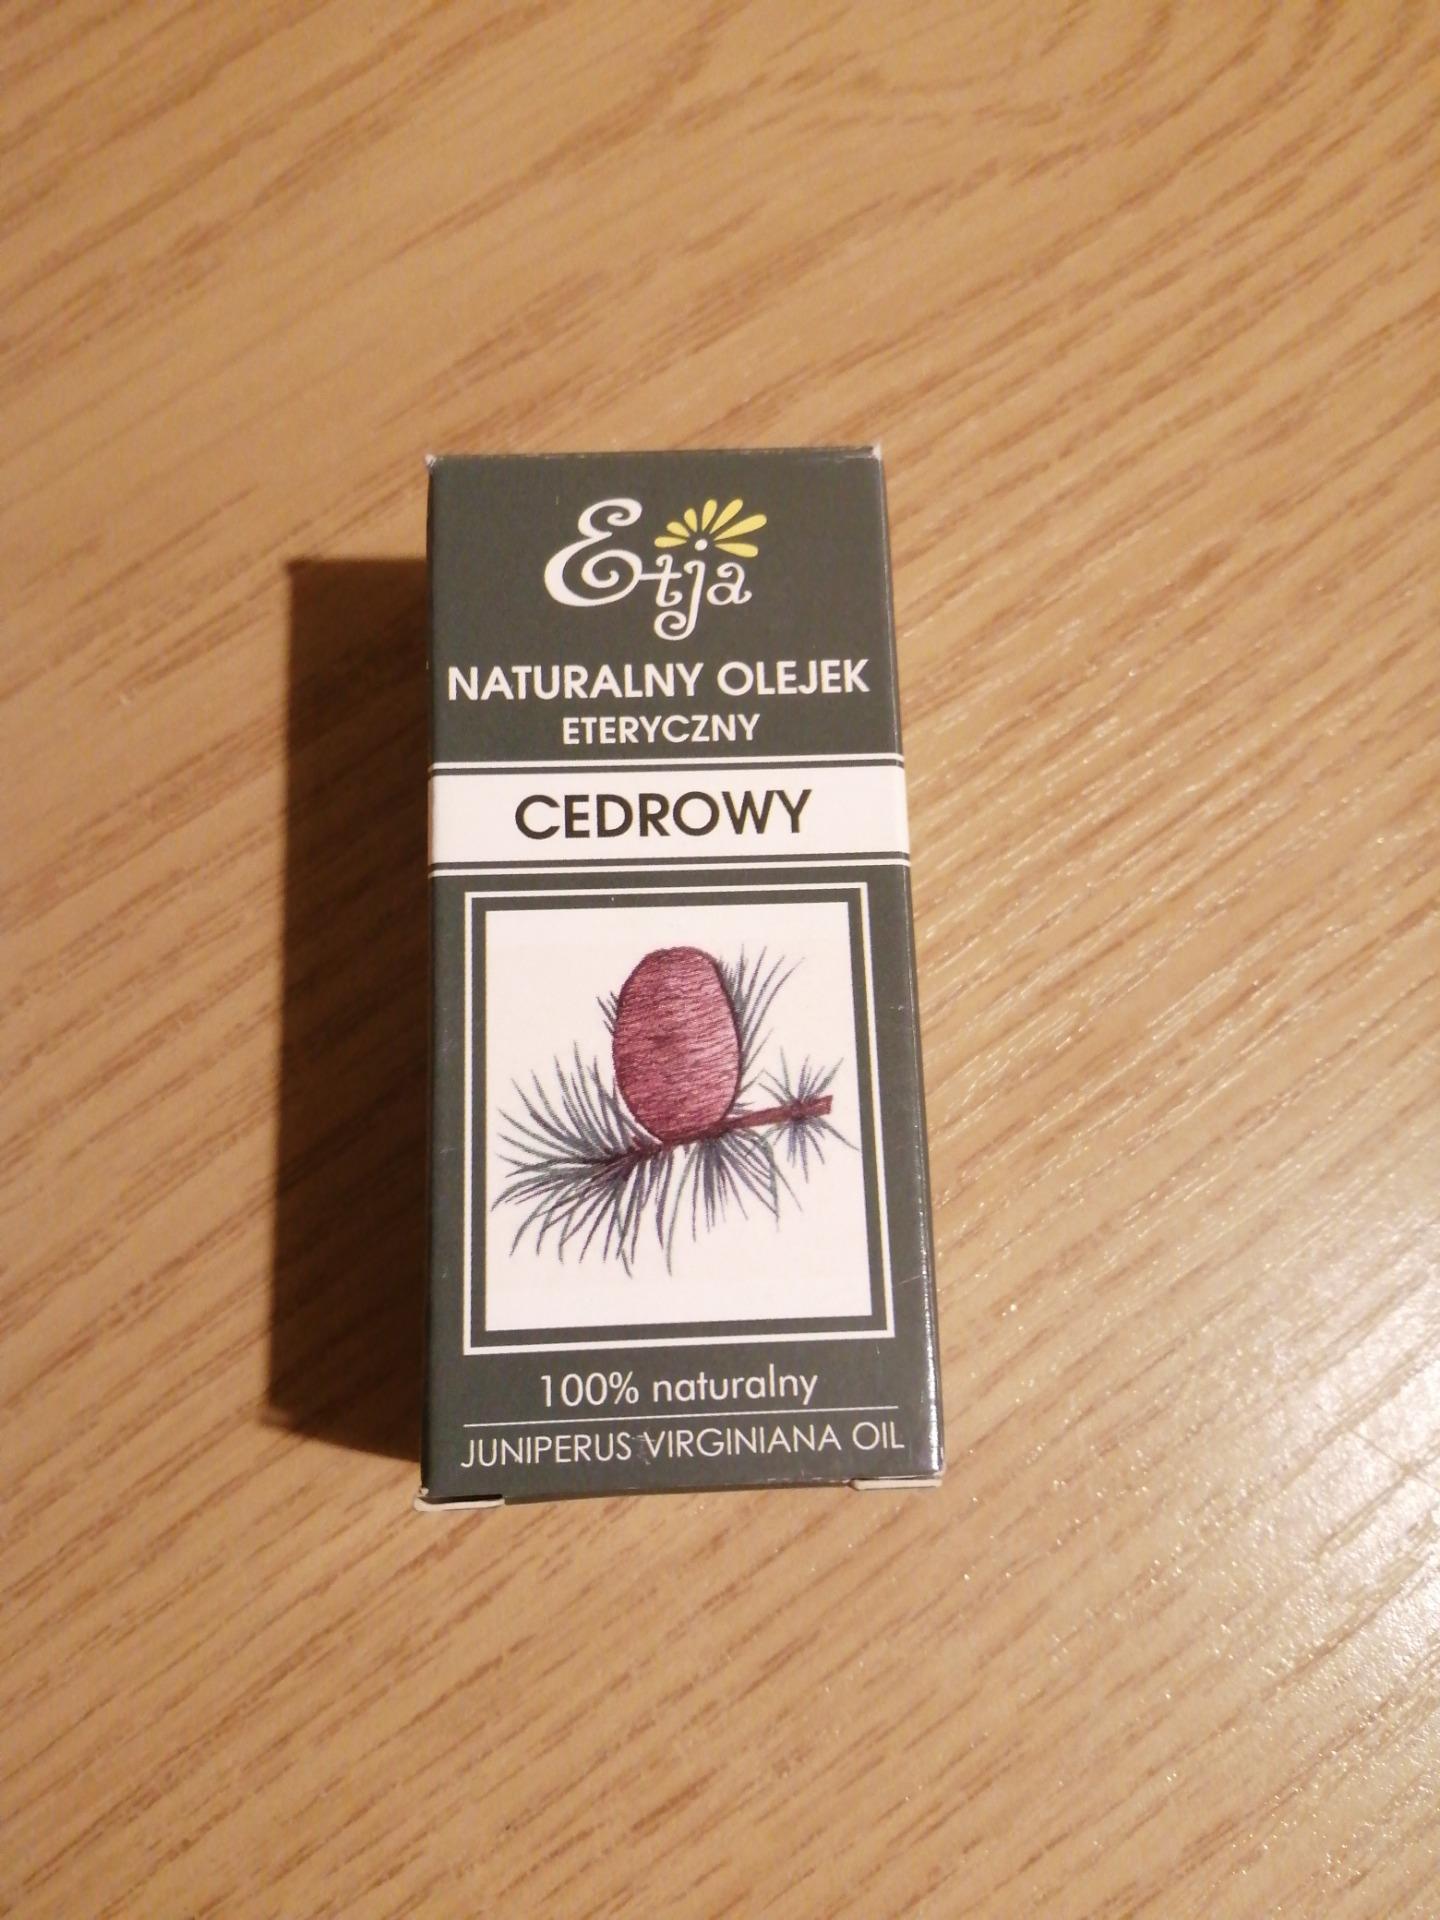 Etja
NATURALNY OLEJEK
ETERYCZNY
CEDROWY
100% naturalny
JUNIPERUS VIRGINIANA OIL